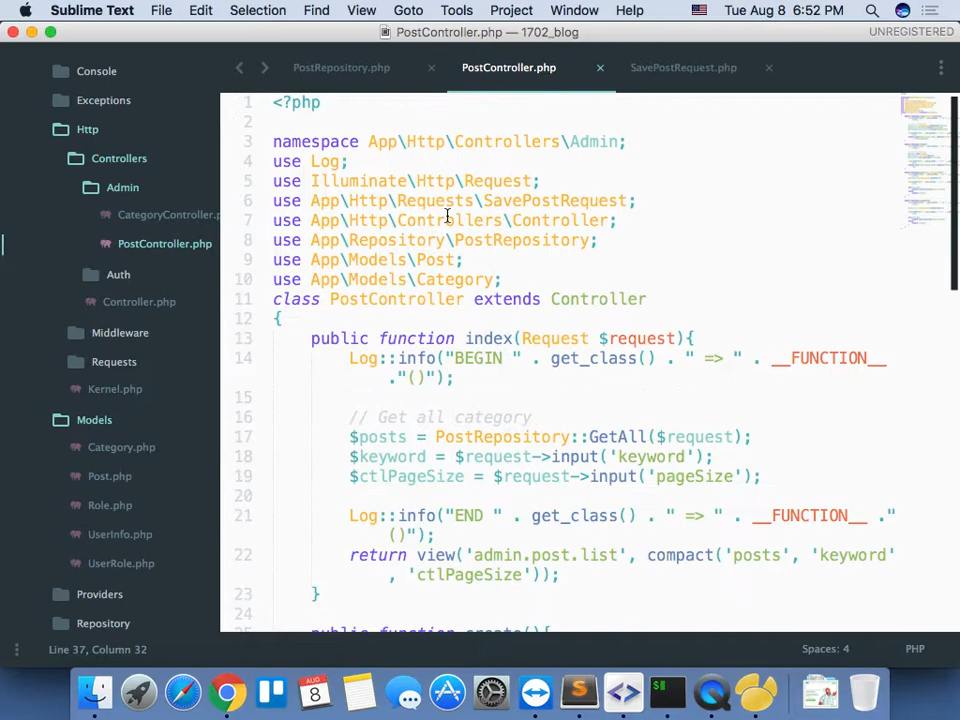 Sublime Text File Edit Selection Find View Goto Tools Project Window Help Tue Aug 8 6:52 PM
PostController.php — 1702_blog UNREGISTERED
Console
Exceptions
Http
Controllers
Admin
CategoryController.p
PostController.php
Auth
Controller.php
Middleware
Requests
Kernel.php
Models
Category.php
Post.php
Role.php
UserInfo.php
UserRole.php
Providers
Repository
PostRepository.php × PostController.php × SavePostRequest.php ×
1 <?php
2
3 namespace App\Http\Controllers\Admin;
4 use Log;
5 use Illuminate\Http\Request;
6 use App\Http\Requests\SavePostRequest;
7 use App\Http\Controllers\Controller;
8 use App\Repository\PostRepository;
9 use App\Models\Post;
10 use App\Models\Category;
11 class PostController extends Controller
12 {
13 public function index(Request $request){
14 Log::info("BEGIN " . get_class() . " => " . __FUNCTION__
."()");
15
16 // Get all category
17 $posts = PostRepository::GetAll($request);
18 $keyword = $request->input('keyword');
19 $ctlPageSize = $request->input('pageSize');
20
21 Log::info("END " . get_class() . " => " . __FUNCTION__ ."
()");
22 return view('admin.post.list', compact('posts', 'keyword'
, 'ctlPageSize'));
23 }
24
public function create(){
Line 37, Column 32 Spaces: 4 PHP
AUG
8